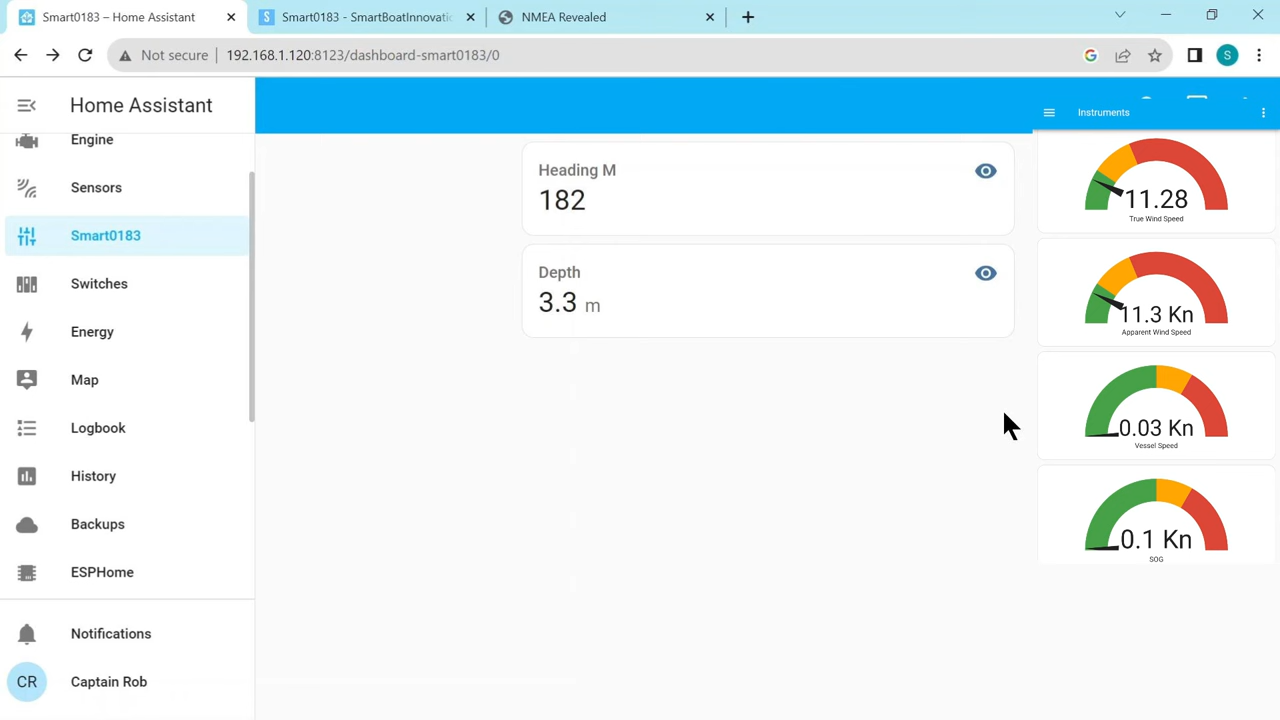 Smart0183 – Home Assistant
Smart0183 - SmartBoatInnovatic
NMEA Revealed
Not secure
192.168.1.120:8123/dashboard-smart0183/0
S
Home Assistant
Engine
Sensors
Smart0183
Switches
Energy
Map
Logbook
History
Backups
ESPHome
Notifications
CR
Captain Rob
Heading M
182
Depth
3.3 m
Instruments
11.28
True Wind Speed
11.3 Kn
Apparent Wind Speed
0.03 Kn
Vessel Speed
0.1 Kn
SOG